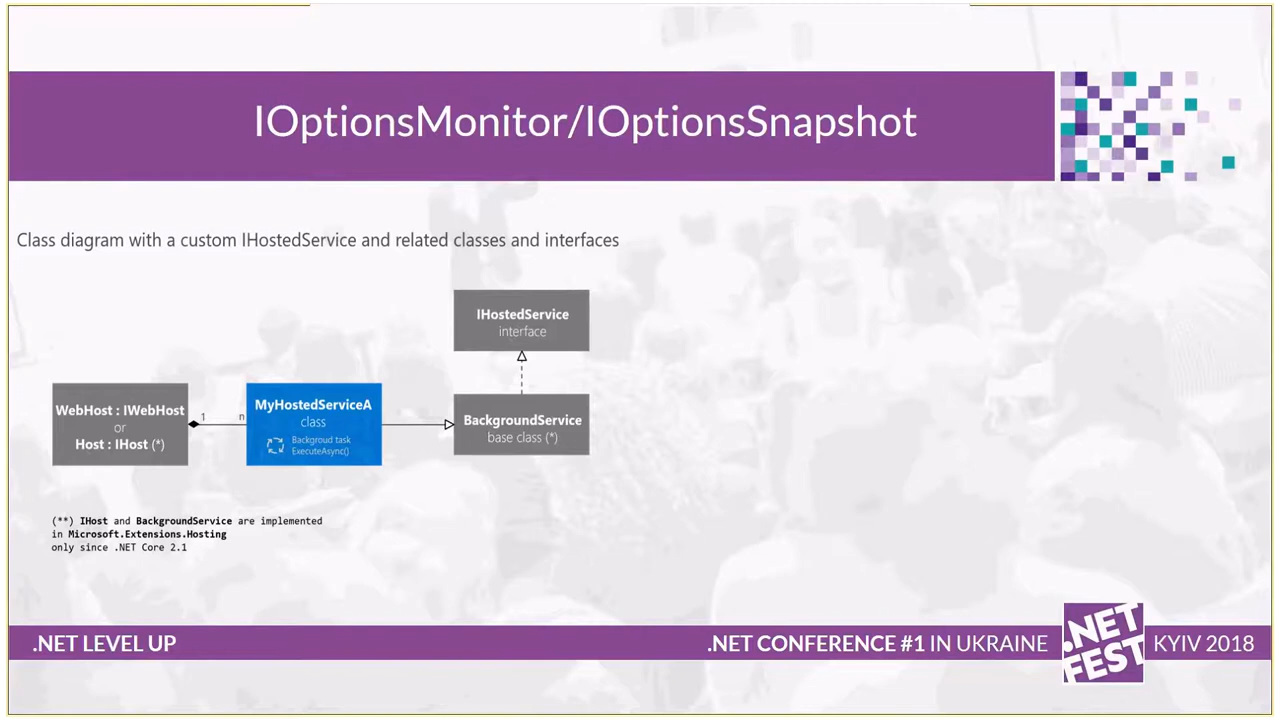 IOptionsMonitor/IOptionsSnapshot
Class diagram with a custom IHostedService and related classes and interfaces
IHostedService
interface
WebHost : IWebHost
or
Host : IHost (*)
1
n
MyHostedServiceA
class
Backgroud task
ExecuteAsync()
BackgroundService
base class (*)
(**) IHost and BackgroundService are implemented
in Microsoft.Extensions.Hosting
only since .NET Core 2.1
.NET LEVEL UP
.NET CONFERENCE #1 IN UKRAINE
.NET
FEST
KYIV 2018